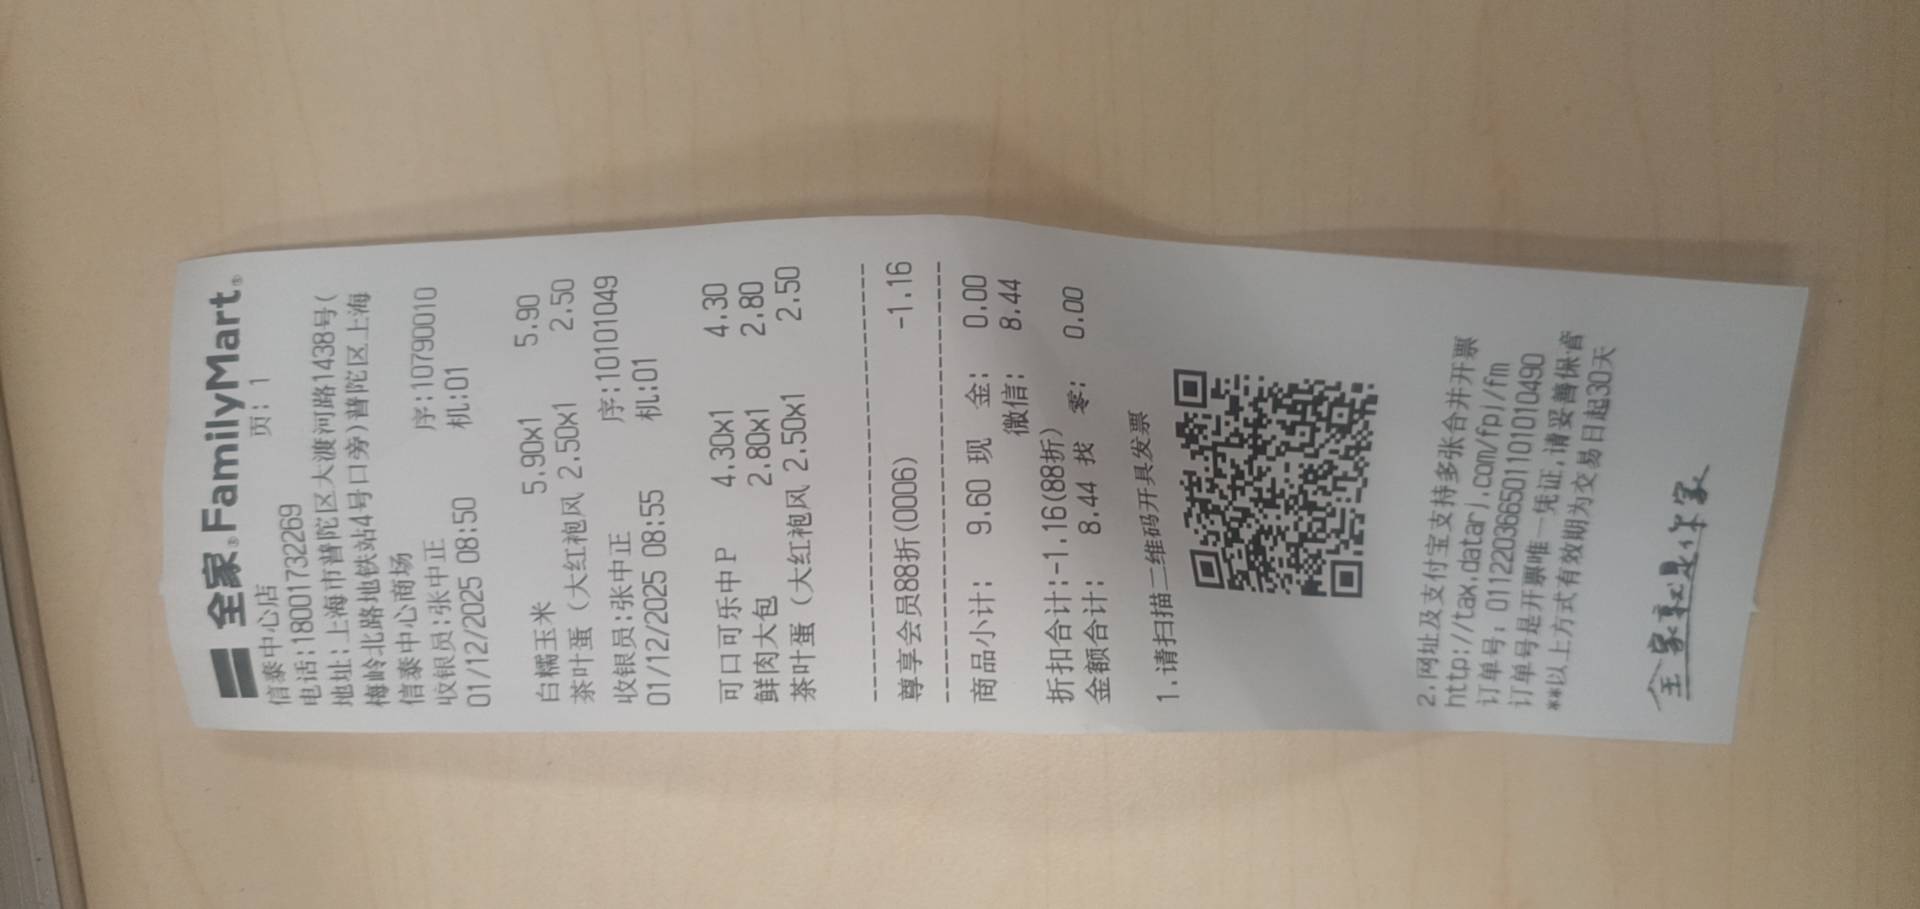 全家®FamilyMart®
页: 1
信泰中心店
电话:18001732269
地址:上海市普陀区大渡河路1438号(
梅岭北路地铁站4号口旁)普陀区上海
信泰中心商场
收银员:张中正 序:10790010
01/12/2025 08:50 机:01
白糯玉米 5.90x1 5.90
茶叶蛋 (大红袍风 2.50x1 2.50
收银员:张中正 序:10101049
01/12/2025 08:55 机:01
可口可乐中P 4.30x1 4.30
鲜肉大包 2.80x1 2.80
茶叶蛋 (大红袍风 2.50x1 2.50
尊享会员88折(0006) -1.16
商品小计: 9.60 现 金: 0.00
微信: 8.44
折扣合计:-1.16(88折)
金额合计: 8.44 找 零: 0.00
1.请扫描二维码开具发票
2.网址及支付宝支持多张合并开票
http://tax.datarj.com/fpj/fm
订单号: 011220366501101010490
订单号是开票唯一凭证,请妥善保管
**以上方式有效期为交易日起30天
全家就是你家